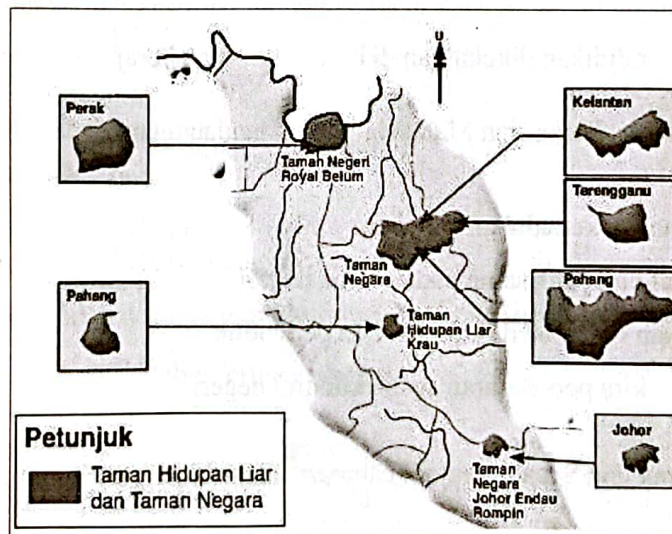 U
Perak
Kelantan
Taman Negeri
Royal Belum
Terengganu
Taman
Negara
Pahang
Pahang
Taman
Hidupan Liar
Krau
Johor
Taman
Negara
Johor Endau
Rompin
Petunjuk
Taman Hidupan Liar
dan Taman Negara